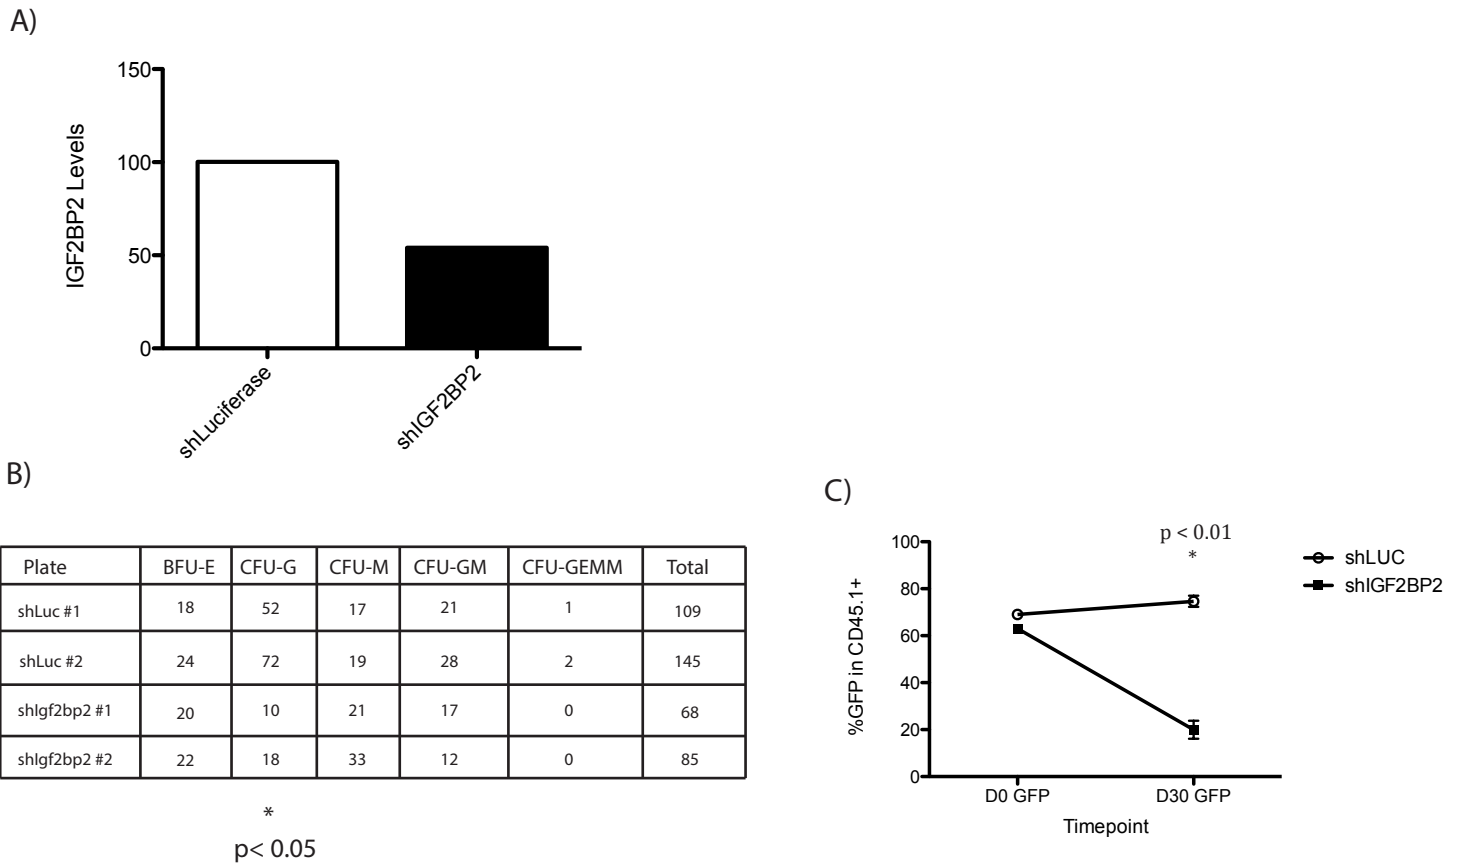 A)
150
100
50
0
IGF2BP2 Levels
shLuciferase
shIGF2BP2
B)
Plate BFU-E CFU-G CFU-M CFU-GM CFU-GEMM Total
shLuc #1 18 52 17 21 1 109
shLuc #2 24 72 19 28 2 145
shIgf2bp2 #1 20 10 21 17 0 68
shIgf2bp2 #2 22 18 33 12 0 85
*
p< 0.05
C)
p < 0.01
*
100
80
60
40
20
0
%GFP in CD45.1+
D0 GFP D30 GFP
Timepoint
shLUC
shIGF2BP2